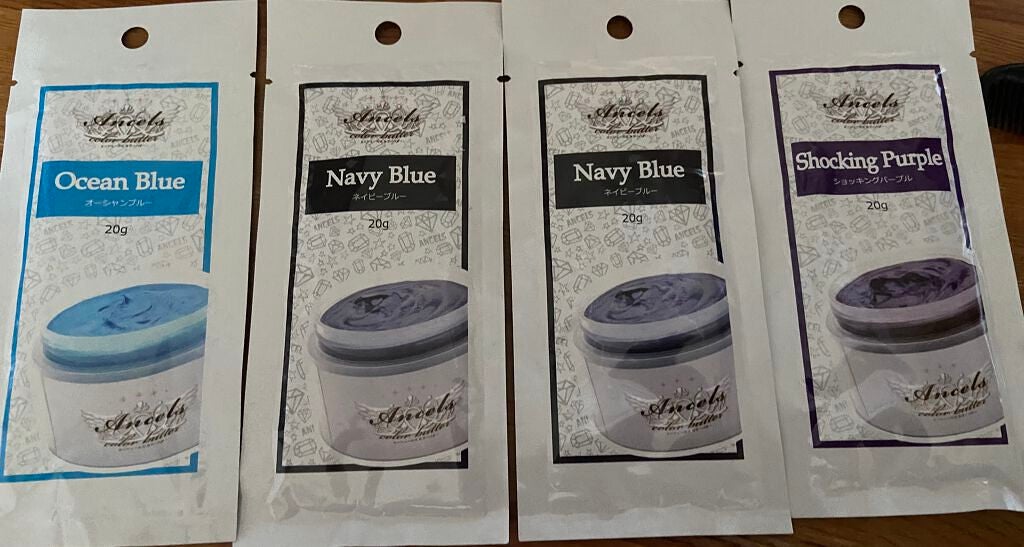 Ancels
color butter
Ocean Blue
オーシャンブルー
20g
Ancels
color butter
Ancels
color butter
Navy Blue
ネイビーブルー
20g
Ancels
color butter
Ancels
color butter
Navy Blue
ネイビーブルー
20g
Ancels
color butter
Ancels
color butter
Shocking Purple
ショッキングパープル
20g
Ancels
color butter